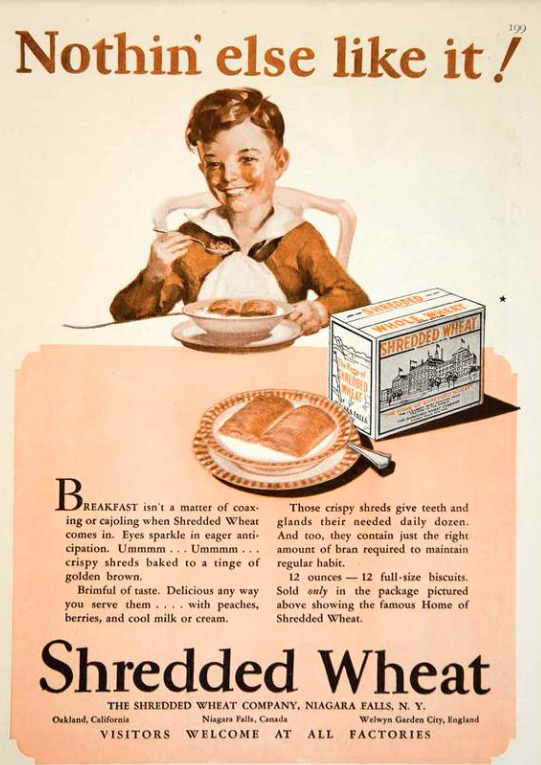 199
Nothin' else like it!
SHREDDED
WHOLE WHEAT
SHREDDED WHEAT
The Home of
SHREDDED
WHEAT
BREAKFAST isn't a matter of coax-
ing or cajoling when Shredded Wheat
comes in. Eyes sparkle in eager anti-
cipation. Ummmm . . . Ummmm . . .
crispy shreds baked to a tinge of
golden brown.
Brimful of taste. Delicious any way
you serve them . . . . with peaches,
berries, and cool milk or cream.
Those crispy shreds give teeth and
glands their needed daily dozen.
And too, they contain just the right
amount of bran required to maintain
regular habit.
12 ounces — 12 full-size biscuits.
Sold only in the package pictured
above showing the famous Home of
Shredded Wheat.
Shredded Wheat
THE SHREDDED WHEAT COMPANY, NIAGARA FALLS, N. Y.
Oakland, California Niagara Falls, Canada Welwyn Garden City, England
VISITORS WELCOME AT ALL FACTORIES